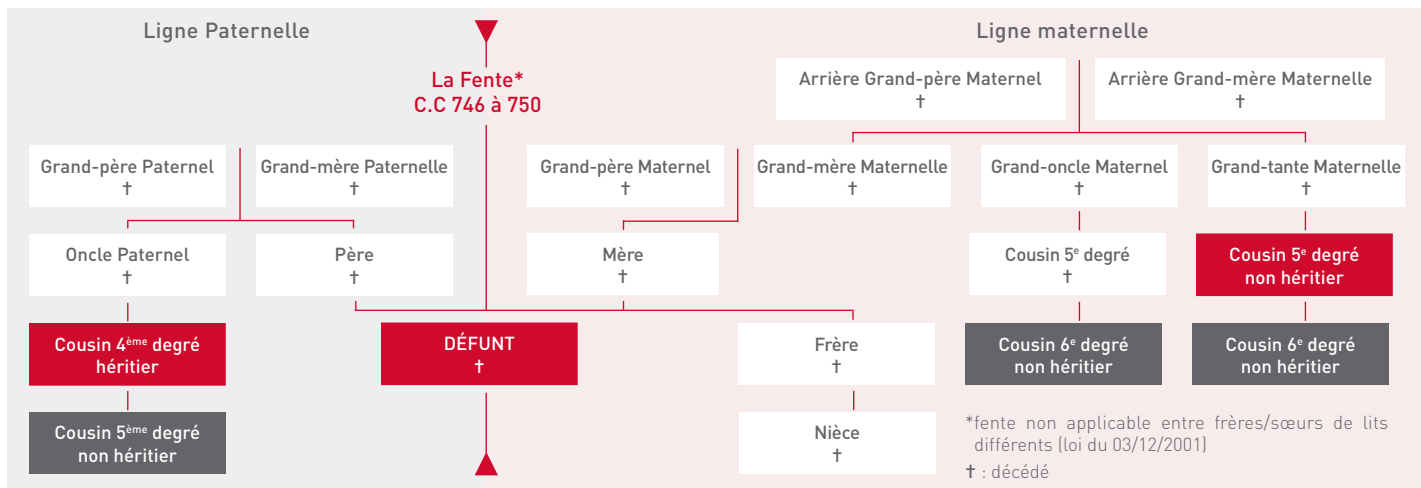 Ligne Paternelle
Ligne maternelle
La Fente*
C.C 746 à 750
Arrière Grand-père Maternel
†
Arrière Grand-mère Maternelle
†
Grand-père Paternel
†
Grand-mère Paternelle
†
Grand-père Maternel
†
Grand-mère Maternelle
†
Grand-oncle Maternel
†
Grand-tante Maternelle
†
Oncle Paternel
†
Père
†
Mère
†
Cousin 5e degré
†
Cousin 5e degré
non héritier
Cousin 4ème degré
héritier
DÉFUNT
†
Frère
†
Cousin 6e degré
non héritier
Cousin 6e degré
non héritier
Cousin 5ème degré
non héritier
Nièce
†
*fente non applicable entre frères/sœurs de lits
différents (loi du 03/12/2001)
† : décédé